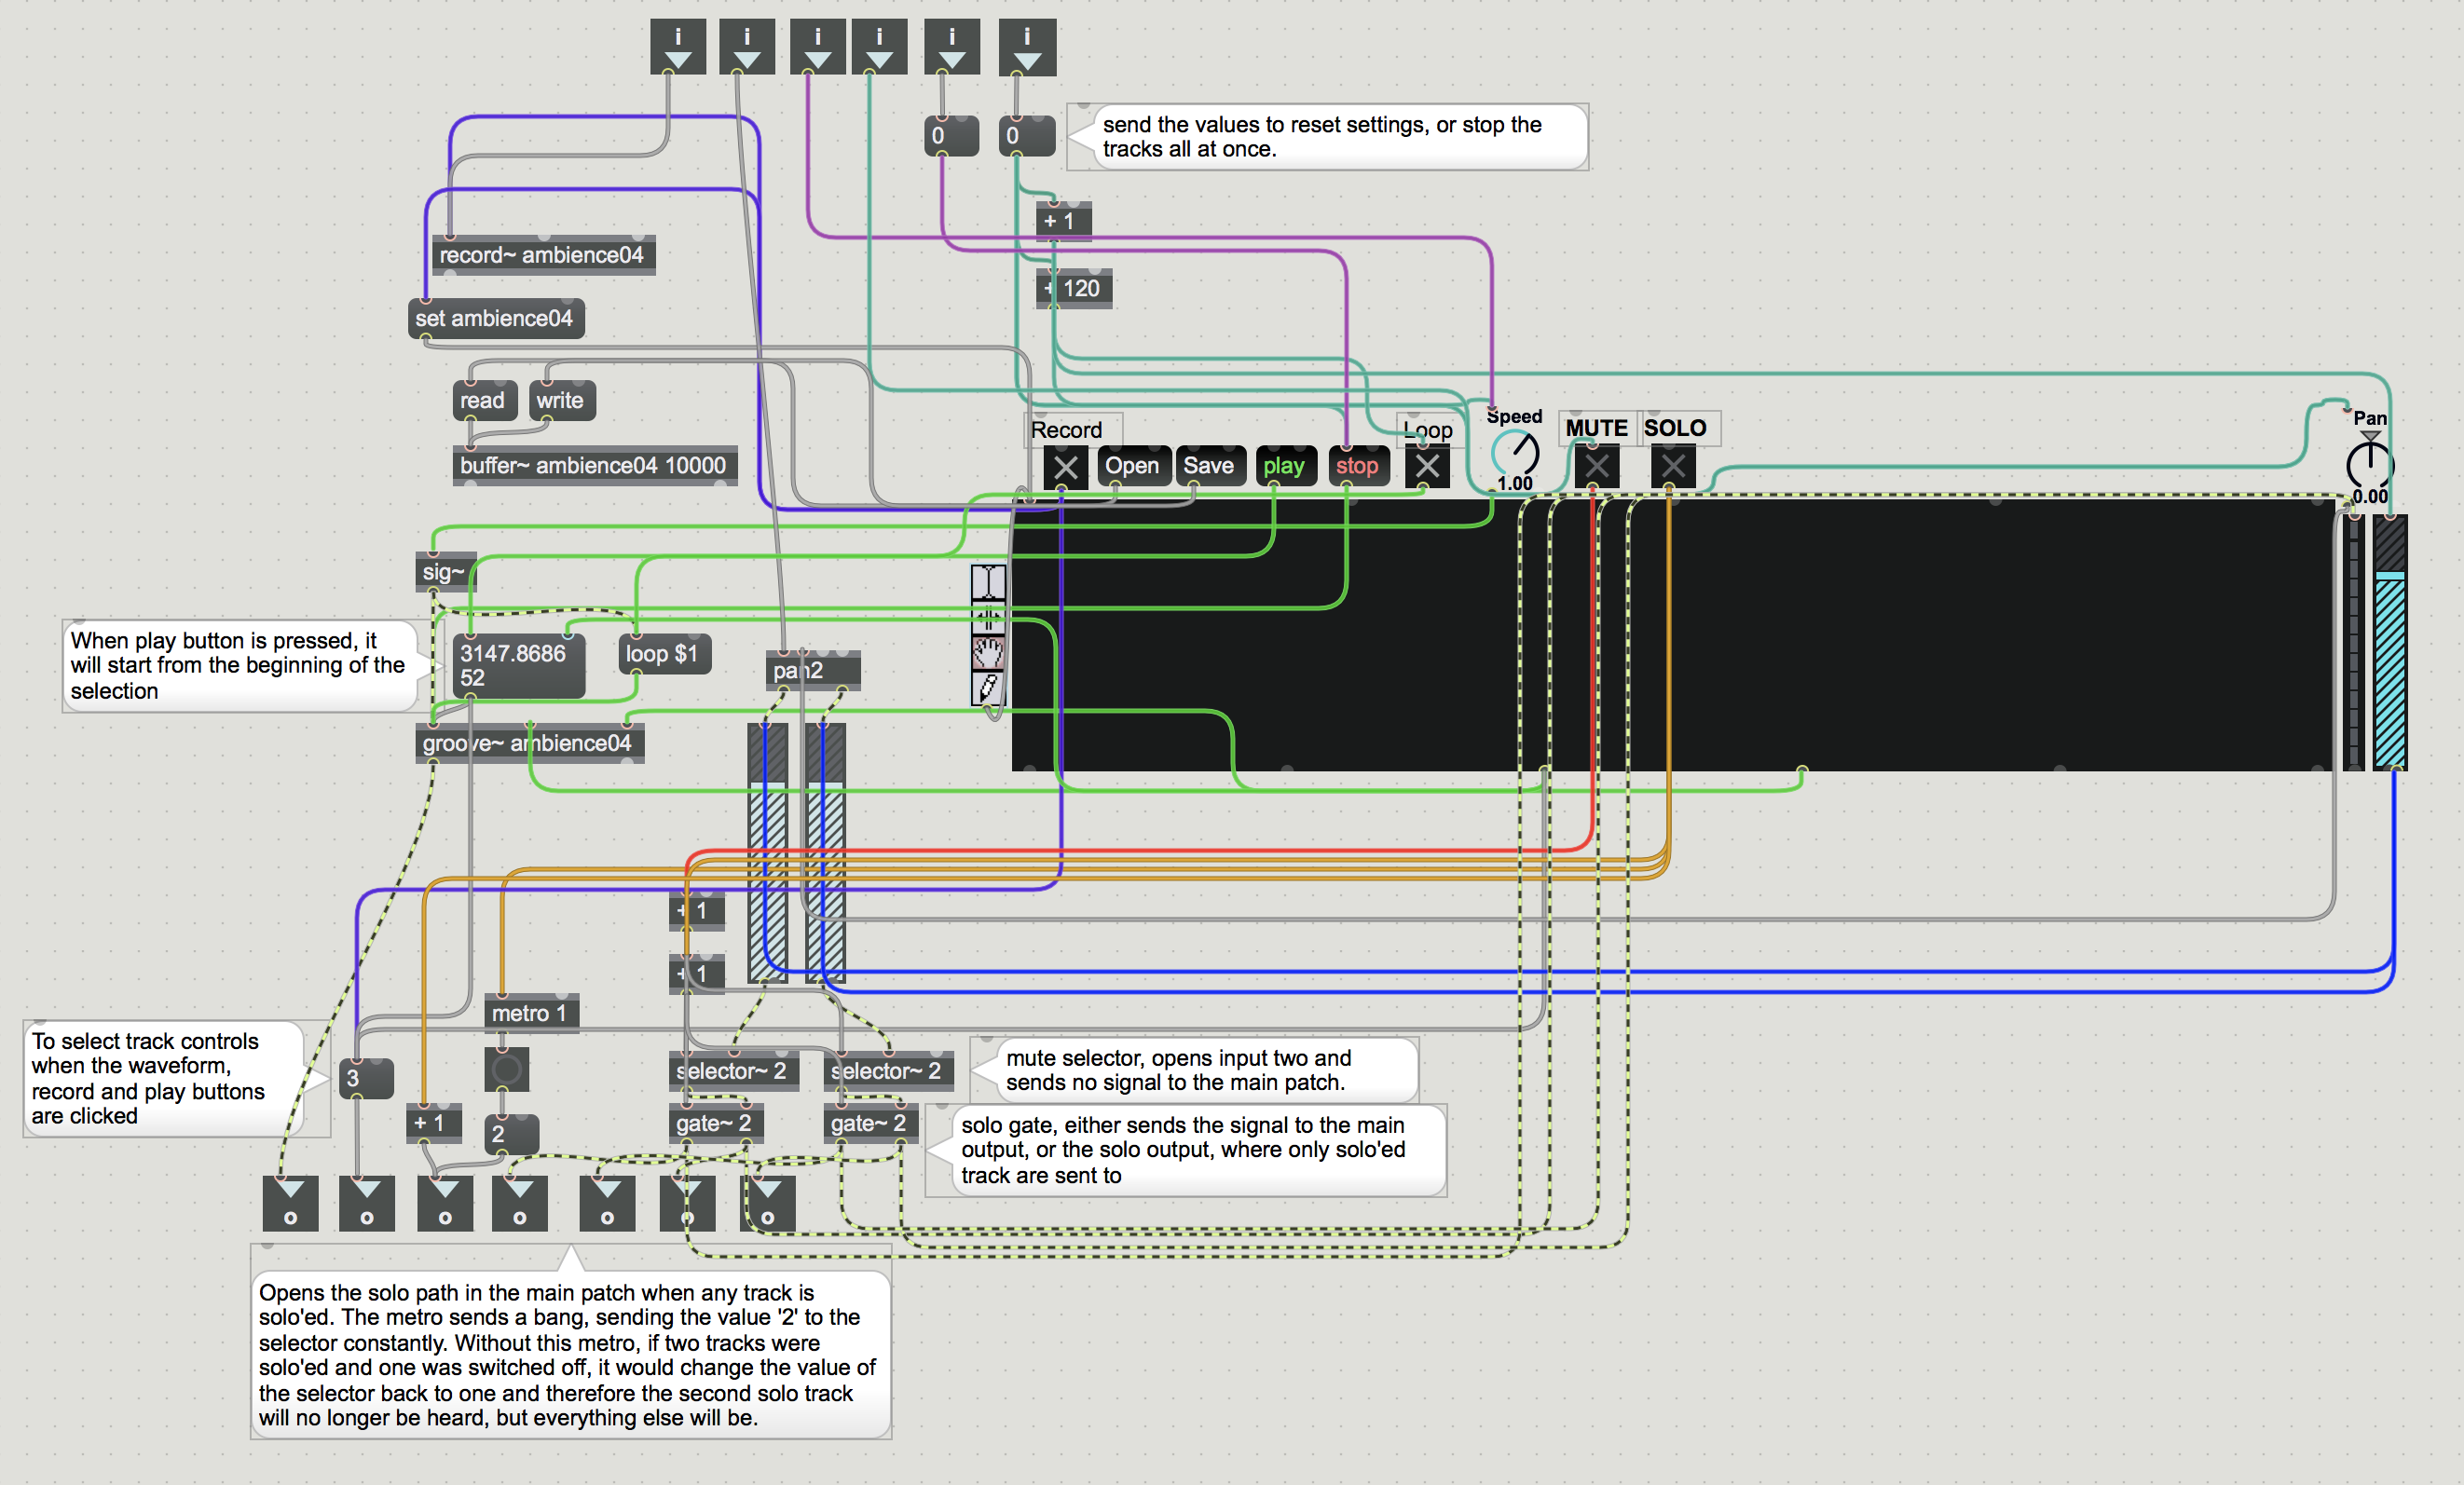 i
i
i
i
i
i
0
0
send the values to reset settings, or stop the
tracks all at once.
+ 1
record~ ambience04
+ 120
set ambience04
read
write
buffer~ ambience04 10000
Record
Open
Save
play
stop
Loop
Speed
1.00
MUTE
SOLO
Pan
0.00
sig~
When play button is pressed, it
will start from the beginning of the
selection
3147.8686
52
loop $1
pan2
groove~ ambience04
+ 1
+ 1
metro 1
To select track controls
when the waveform,
record and play buttons
are clicked
3
selector~ 2
selector~ 2
mute selector, opens input two and
sends no signal to the main patch.
+ 1
2
gate~ 2
gate~ 2
solo gate, either sends the signal to the main
output, or the solo output, where only solo'ed
track are sent to
o
o
o
o
o
o
o
Opens the solo path in the main patch when any track is
solo'ed. The metro sends a bang, sending the value '2' to the
selector constantly. Without this metro, if two tracks were
solo'ed and one was switched off, it would change the value of
the selector back to one and therefore the second solo track
will no longer be heard, but everything else will be.